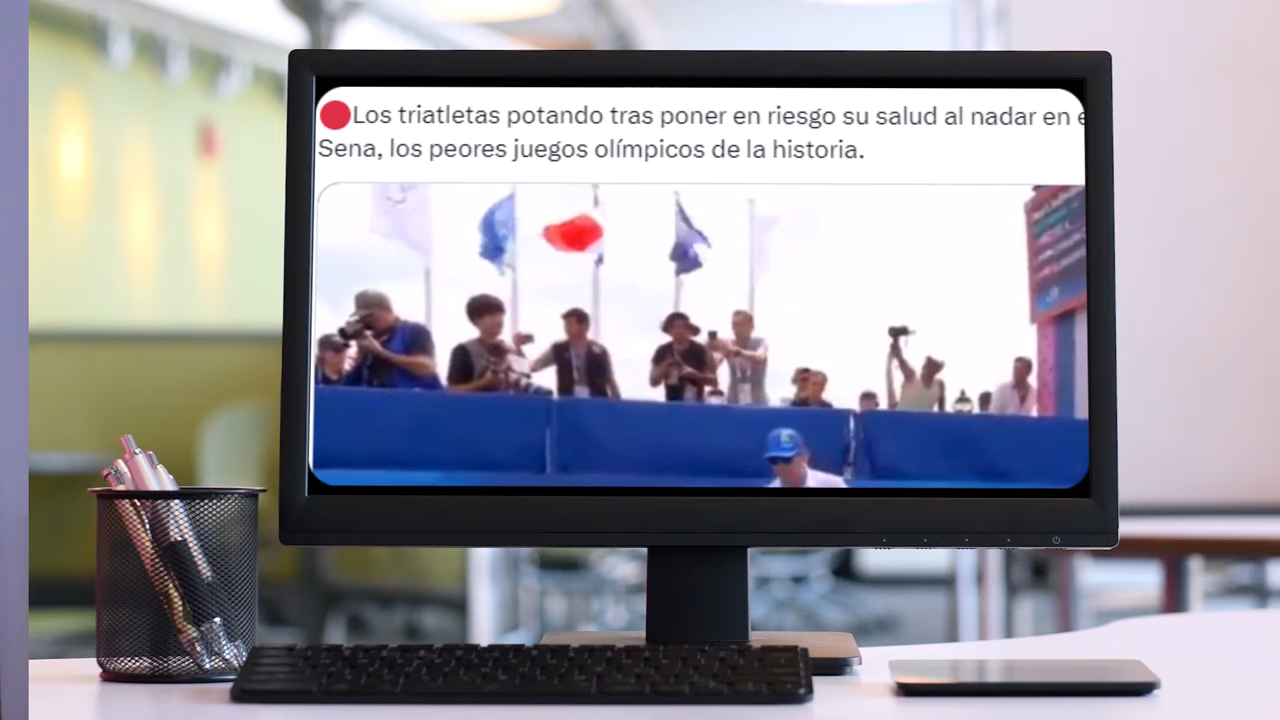 🔴Los triatletas potando tras poner en riesgo su salud al nadar en e
Sena, los peores juegos olímpicos de la historia.